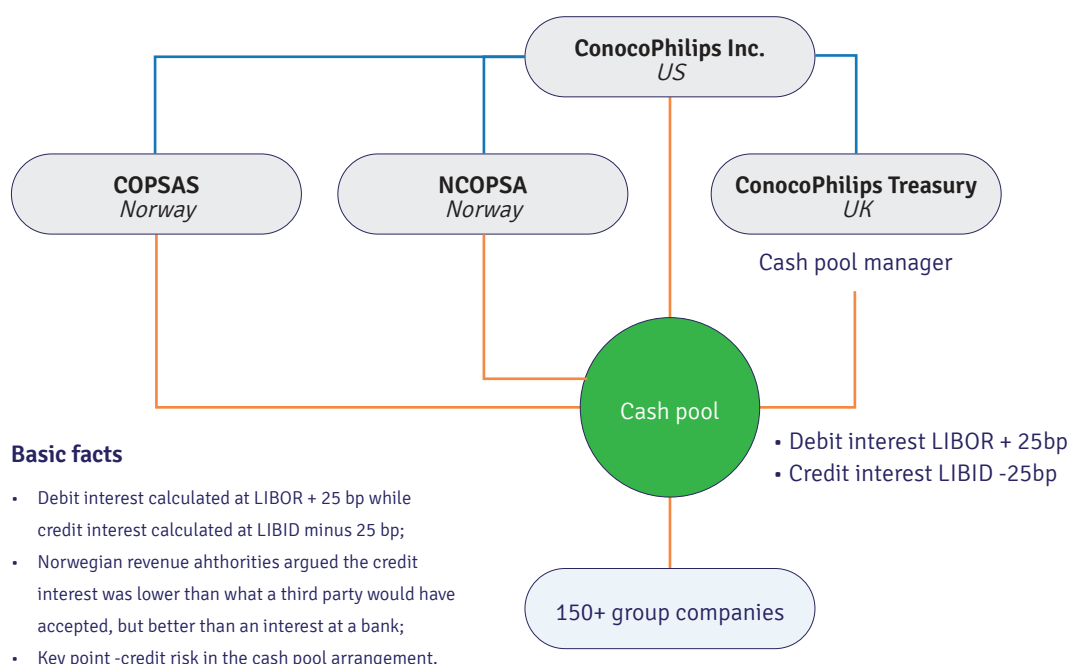 ConocoPhilips Inc.
US
COPSAS
Norway
NCOPSA
Norway
ConocoPhilips Treasury
UK
Cash pool manager
Cash pool
• Debit interest LIBOR + 25bp
• Credit interest LIBID -25bp
150+ group companies
Basic facts
• Debit interest calculated at LIBOR + 25 bp while
credit interest calculated at LIBID minus 25 bp;
• Norwegian revenue ahthorities argued the credit
interest was lower than what a third party would have
accepted, but better than an interest at a bank;
• Key point -credit risk in the cash pool arrangement.